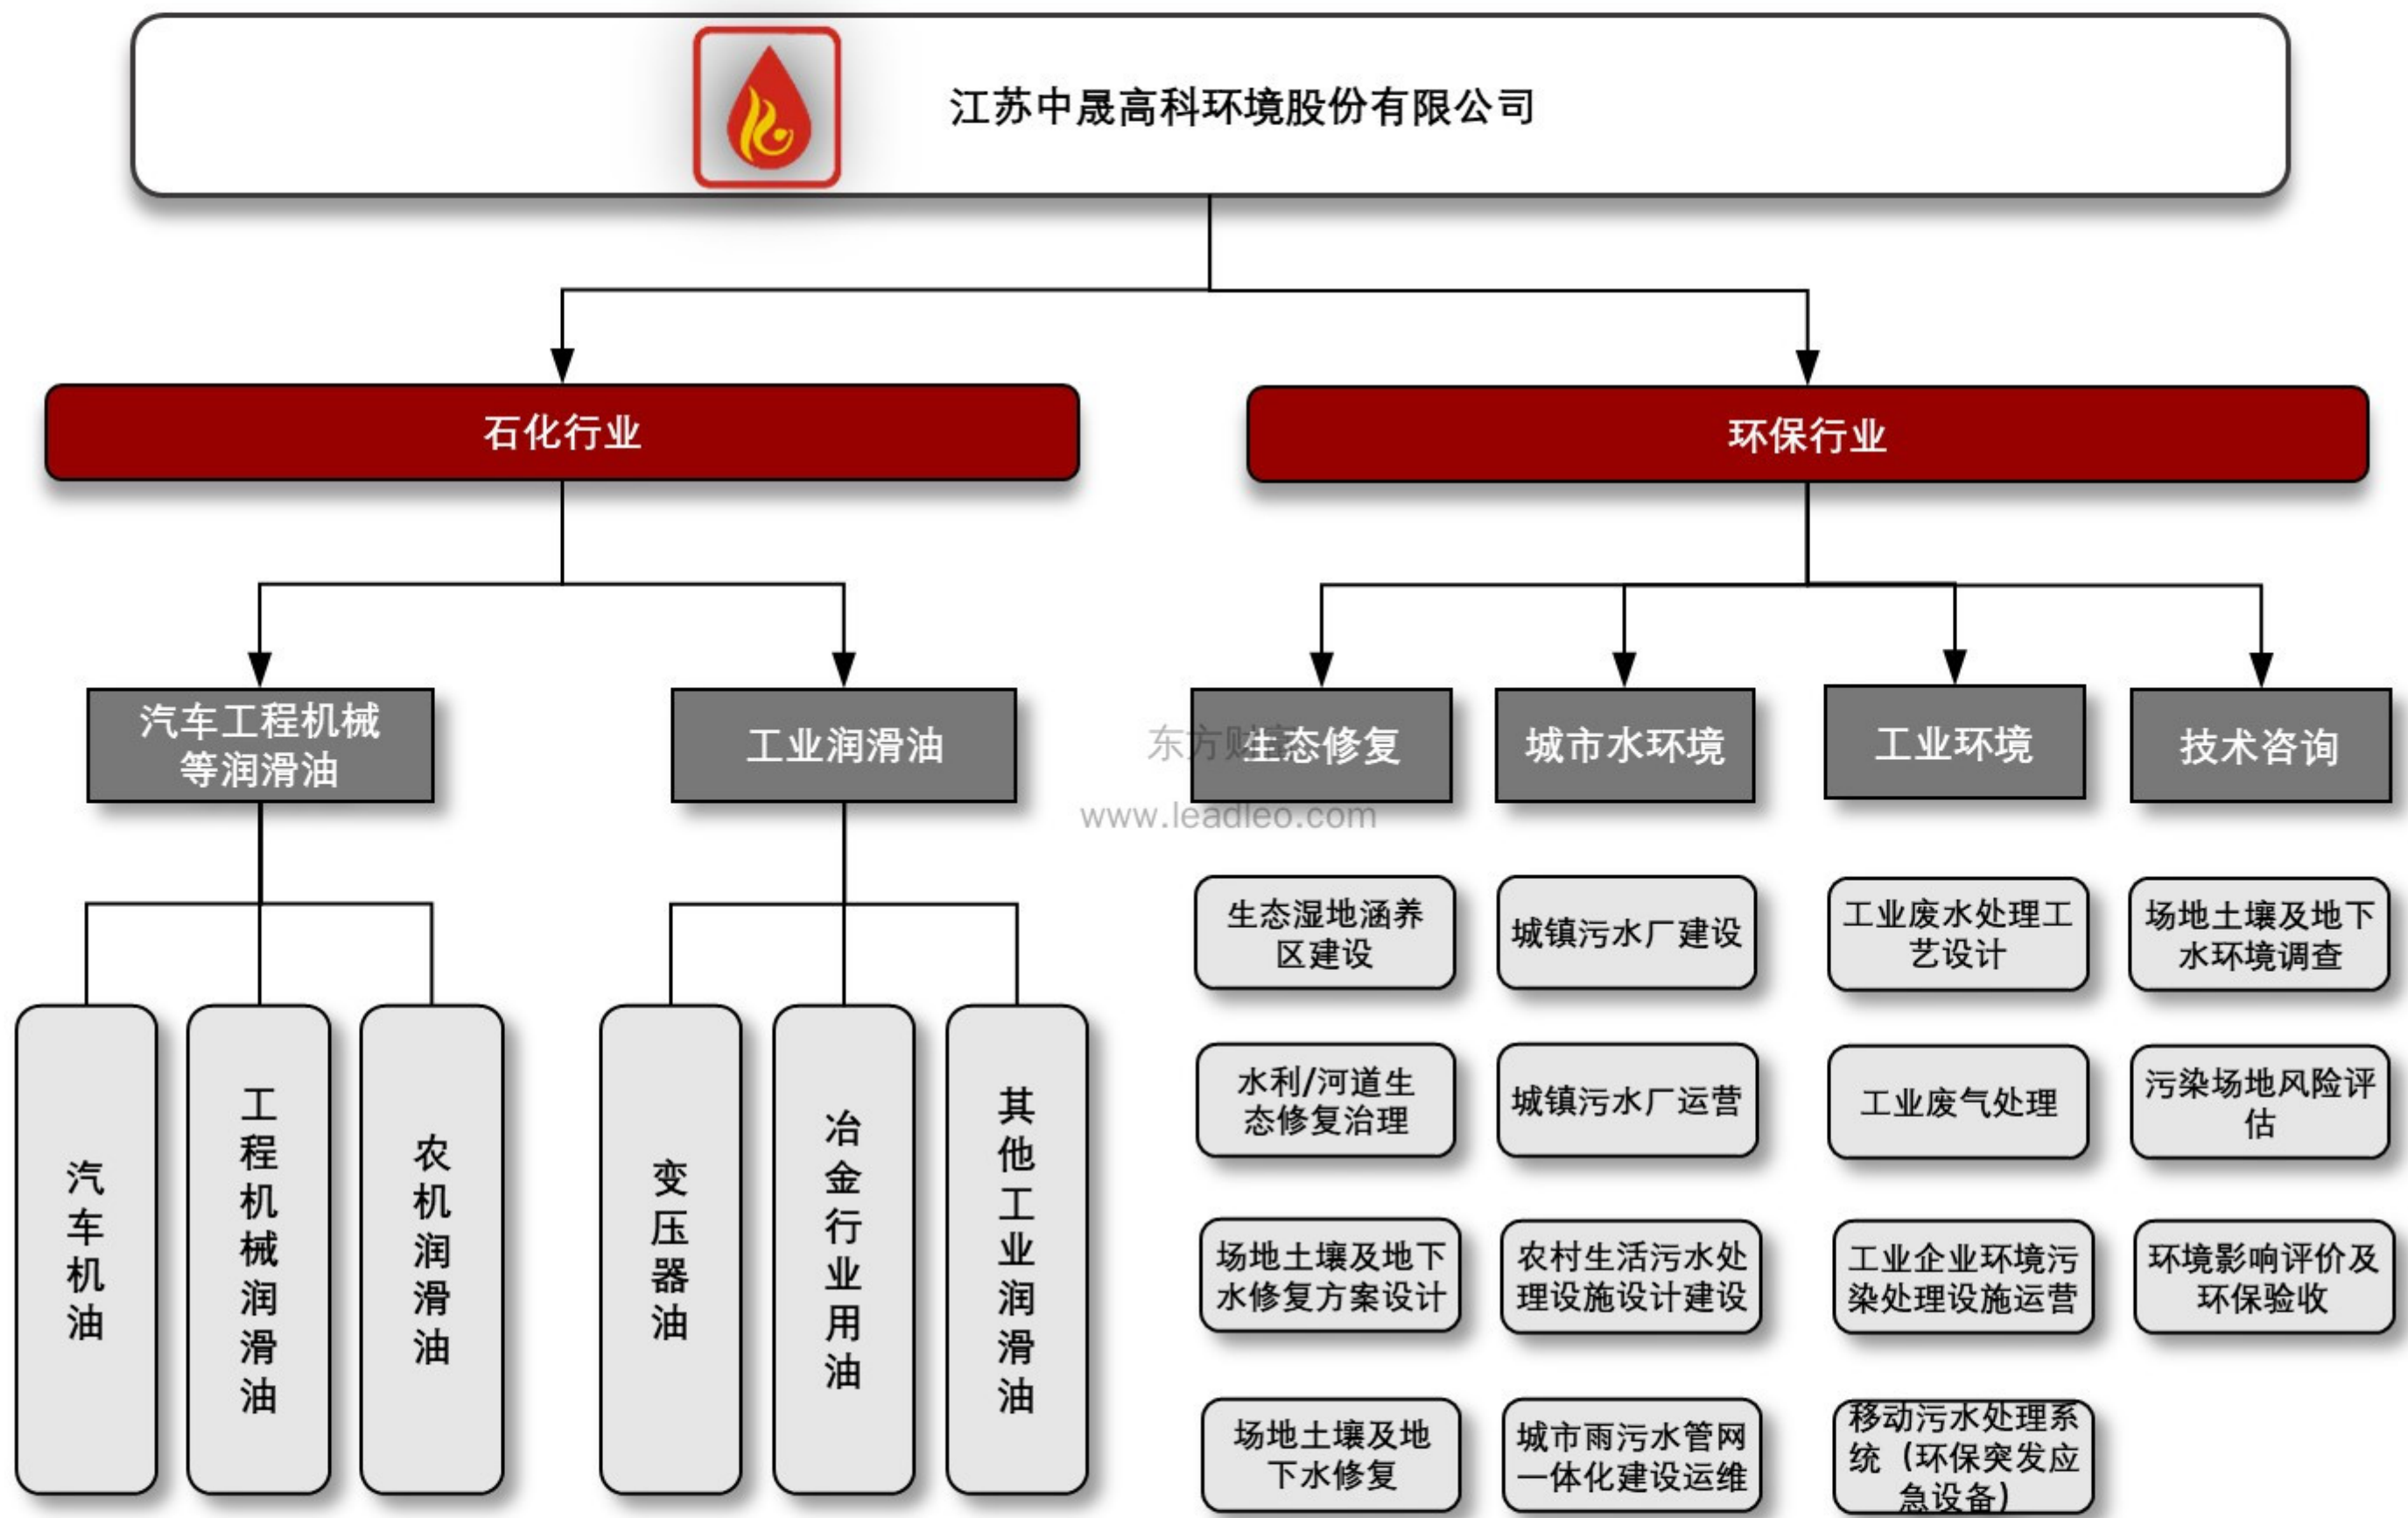 江苏中晟高科环境股份有限公司
石化行业
环保行业
汽车工程机械
等润滑油
工业润滑油
生态修复
城市水环境
工业环境
技术咨询
东方财富
www.leadleo.com
汽车机油
工程机械润滑油
农机润滑油
变压器油
冶金行业用油
其他工业润滑油
生态湿地涵养
区建设
城镇污水厂建设
工业废水处理工
艺设计
场地土壤及地下
水环境调查
水利/河道生
态修复治理
城镇污水厂运营
工业废气处理
污染场地风险评
估
场地土壤及地下
水修复方案设计
农村生活污水处
理设施设计建设
工业企业环境污
染处理设施运营
环境影响评价及
环保验收
场地土壤及地
下水修复
城市雨污水管网
一体化建设运维
移动污水处理系
统（环保突发应
急设备）